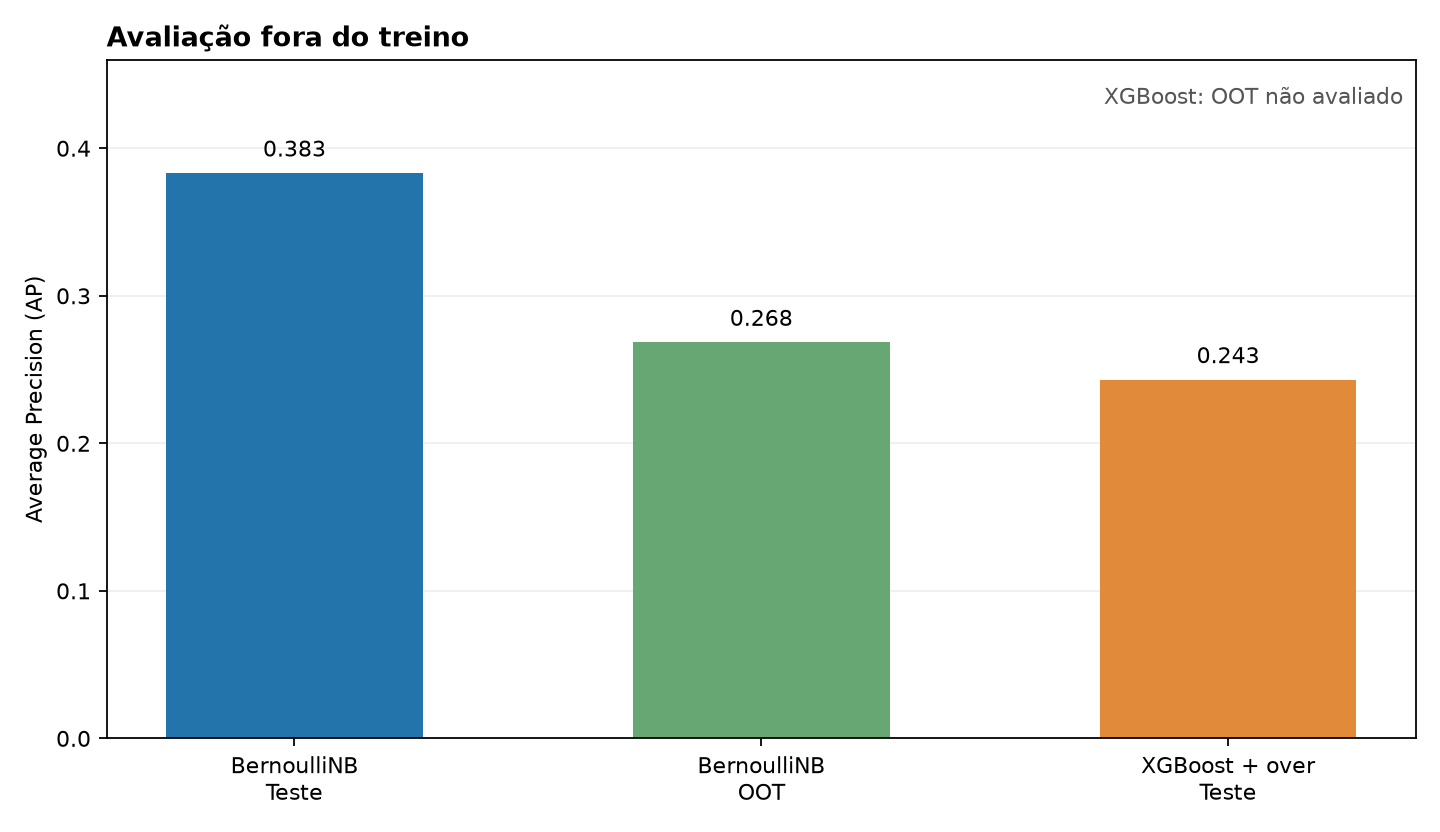 Avaliação fora do treino
XGBoost: OOT não avaliado
Average Precision (AP)
0.4
0.3
0.2
0.1
0.0
0.383
0.268
0.243
BernoulliNB
Teste
BernoulliNB
OOT
XGBoost + over
Teste